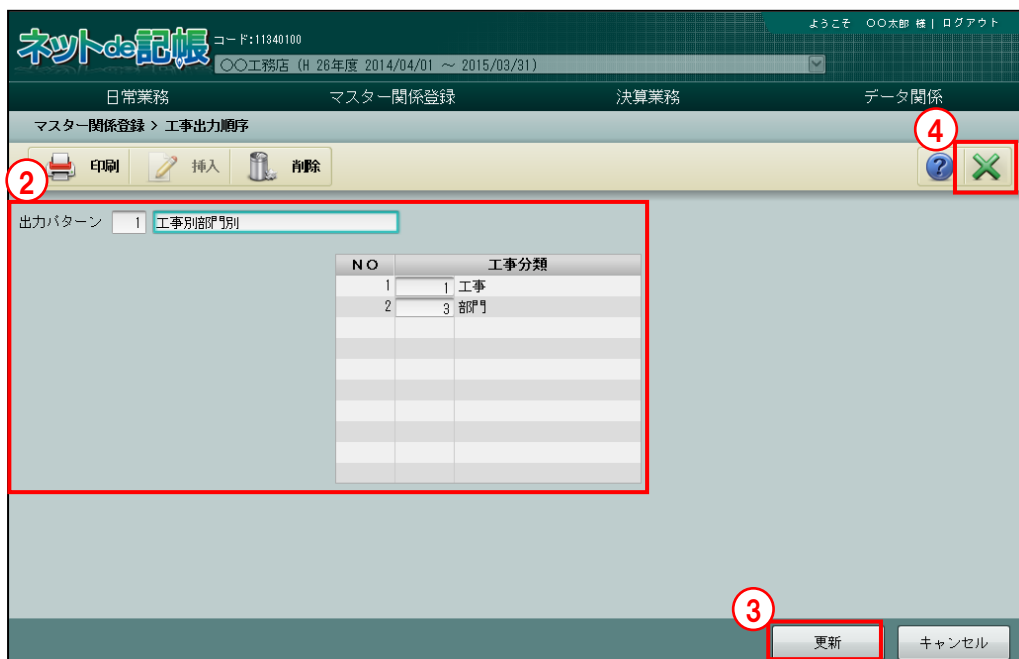 ようこそ 〇〇太郎 様 | ログアウト
ネットde記帳 コード:11340100
〇〇工務店 (H 26年度 2014/04/01 ～ 2015/03/31)
日常業務 マスター関係登録 決算業務 データ関係
マスター関係登録 > 工事出力順序
④
印刷 挿入 削除 ?
②
出力パターン 1 工事別部門別
NO 工事分類
1 1 工事
2 3 部門
③
更新 キャンセル